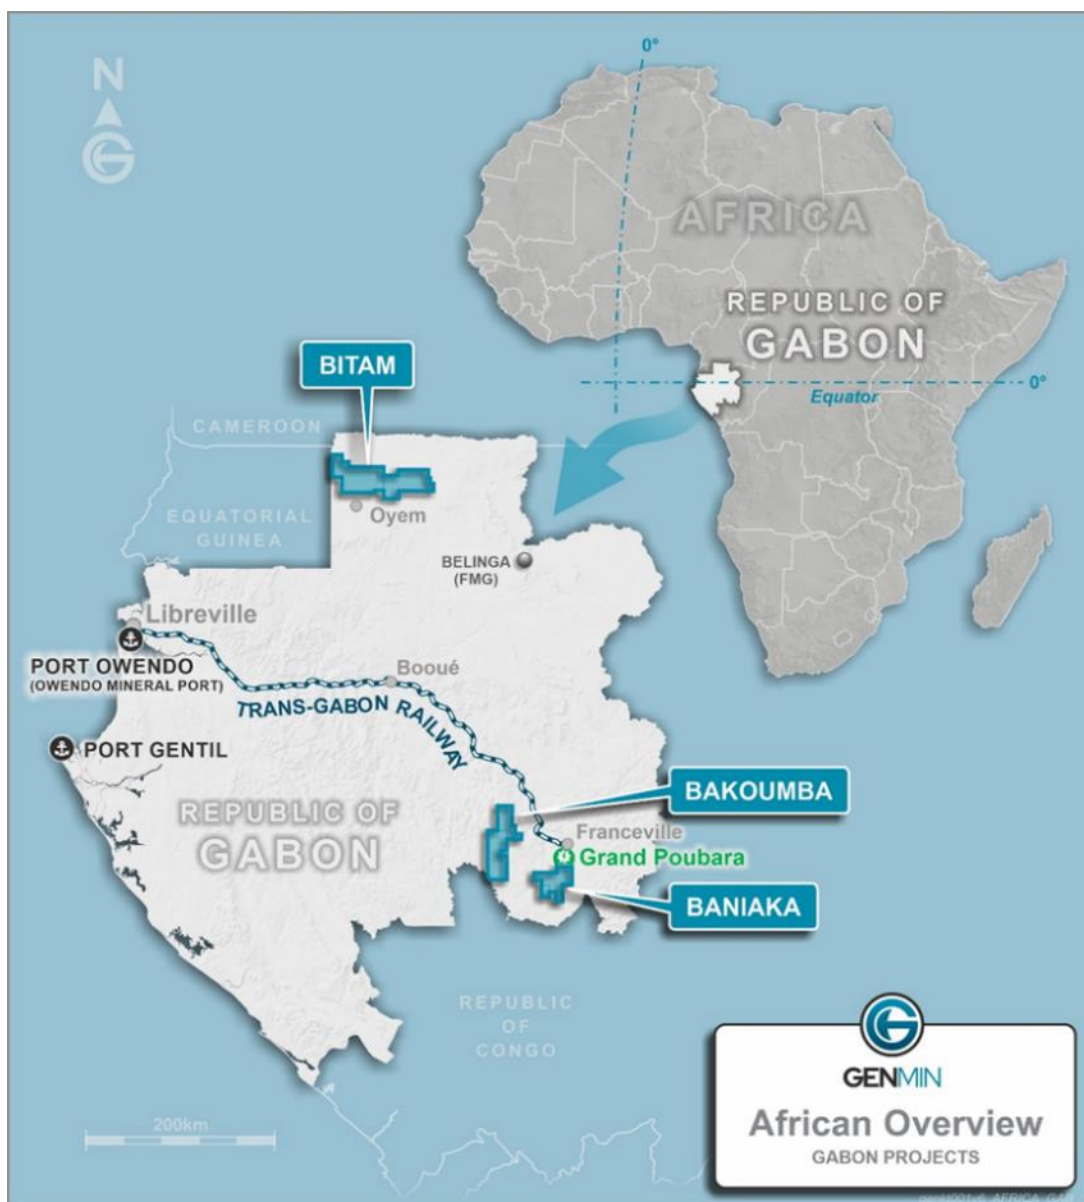 N
0°
AFRICA
REPUBLIC OF
GABON
0°
Equator
BITAM
CAMEROON
EQUATORIAL
GUINEA
Oyem
BELINGA
(FMG)
Libreville
PORT OWENDO
(OWENDO MINERAL PORT)
Booué
TRANS-GABON RAILWAY
PORT GENTIL
REPUBLIC OF
GABON
BAKOUMBA
Franceville
Grand Poubara
BANIAKA
REPUBLIC
OF
CONGO
200km
GENMIN
African Overview
GABON PROJECTS